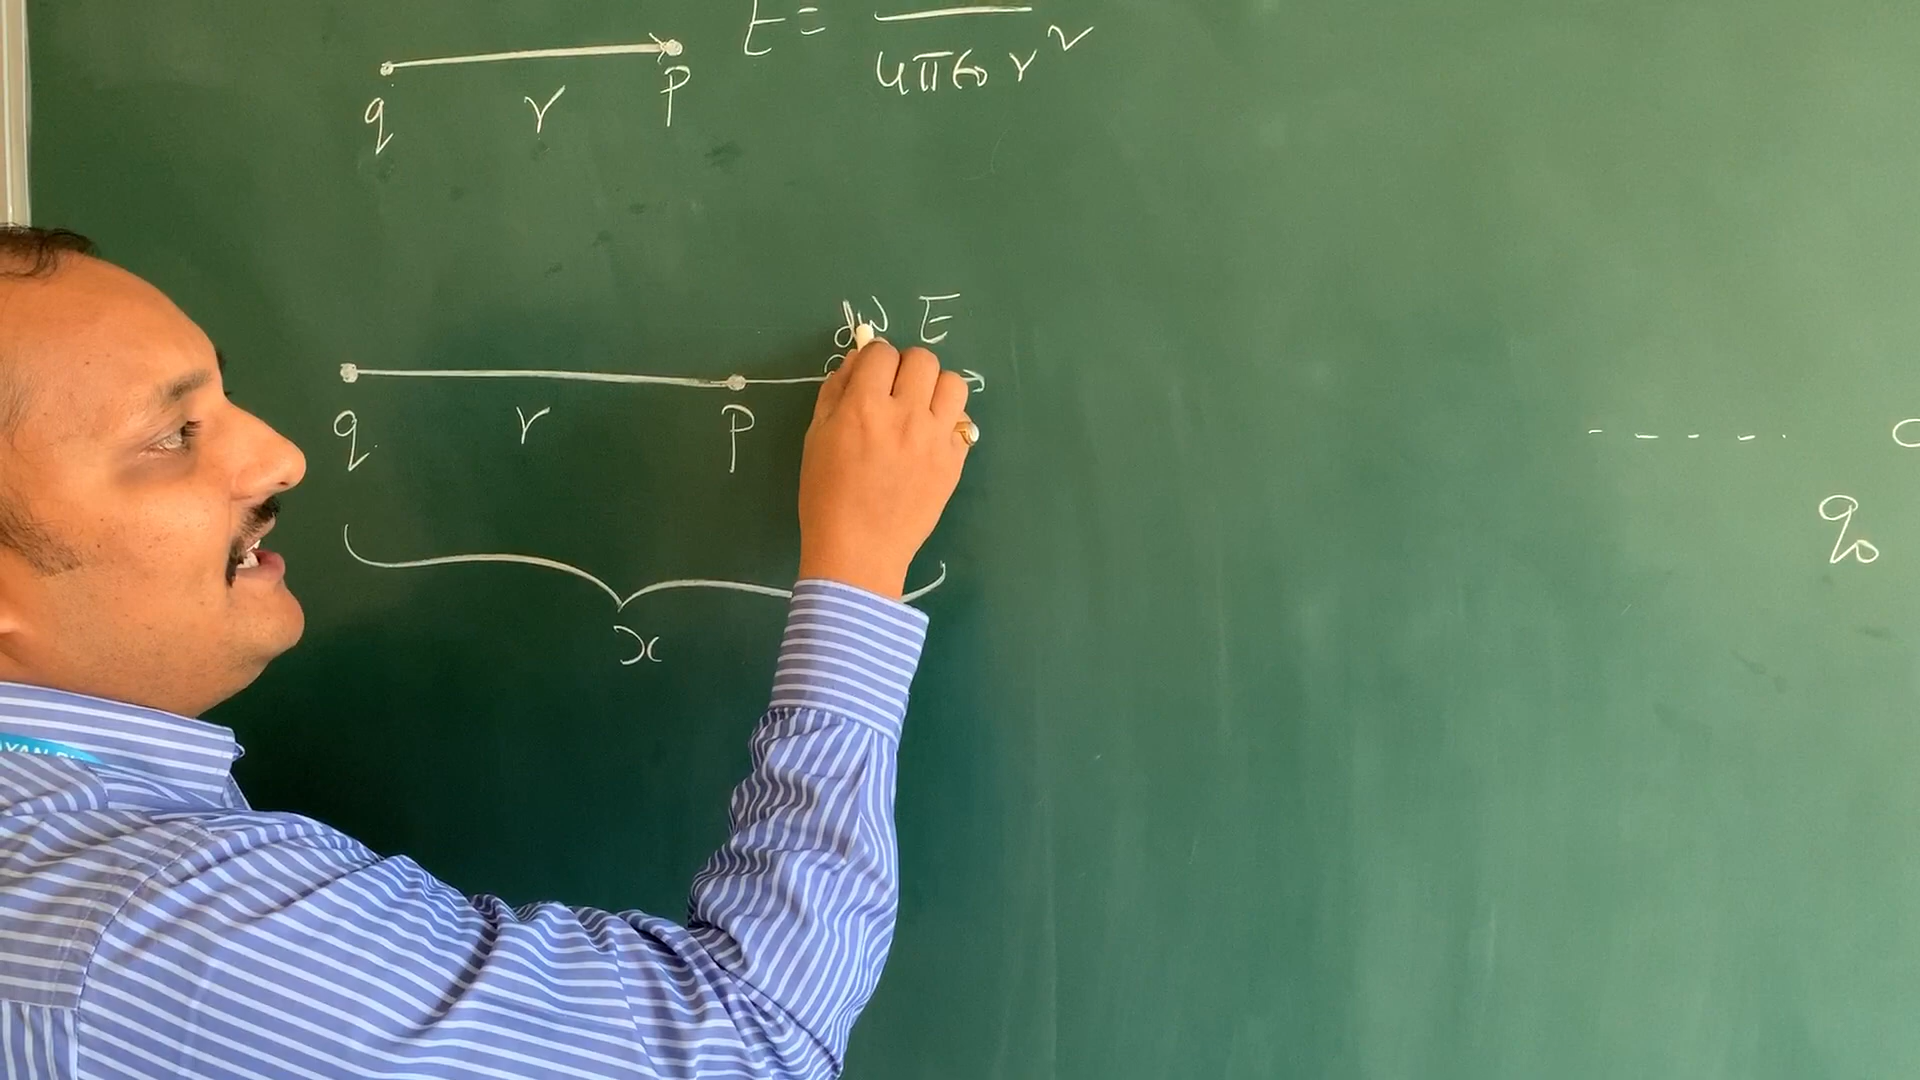 E =
4πϵ0 r²
q r P
dW E
q r P
q0
x